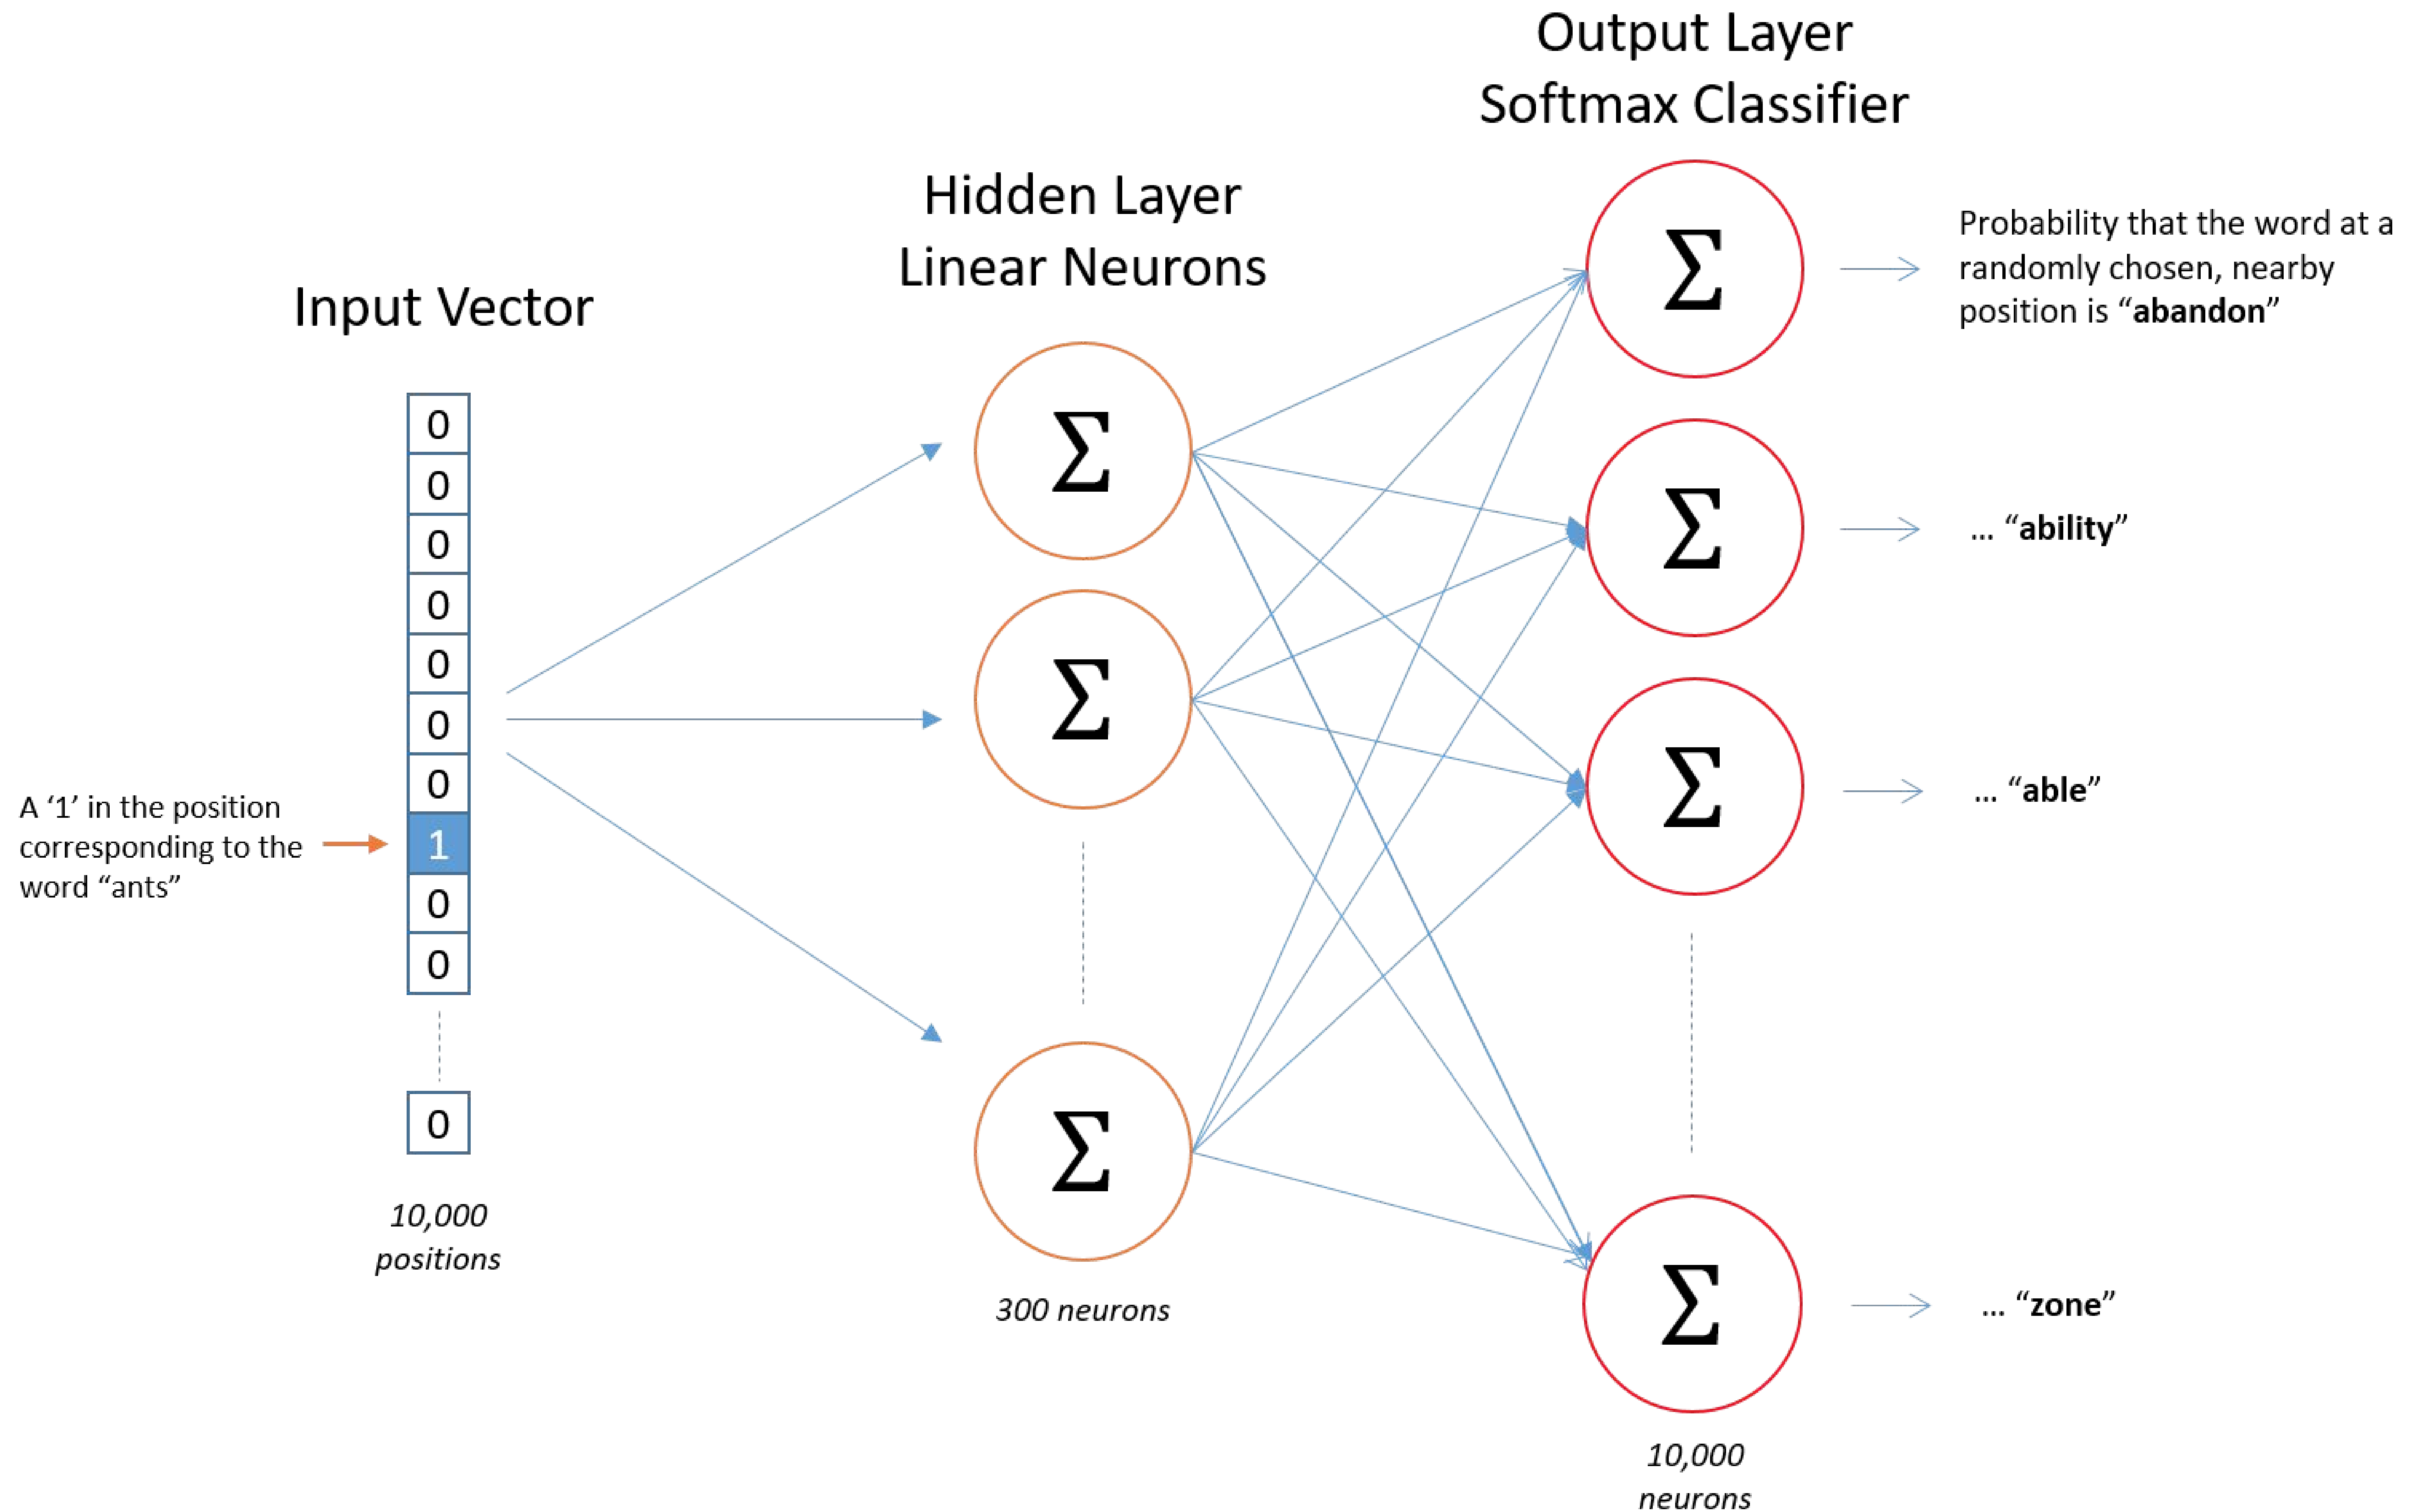 Output Layer
Softmax Classifier
Hidden Layer
Linear Neurons
Input Vector
0
0
0
0
0
0
0
1
0
0
0
A ‘1’ in the position
corresponding to the
word “ants”
10,000
positions
Σ
Σ
Σ
300 neurons
Σ
Σ
Σ
Σ
10,000
neurons
Probability that the word at a
randomly chosen, nearby
position is “abandon”
... “ability”
... “able”
... “zone”